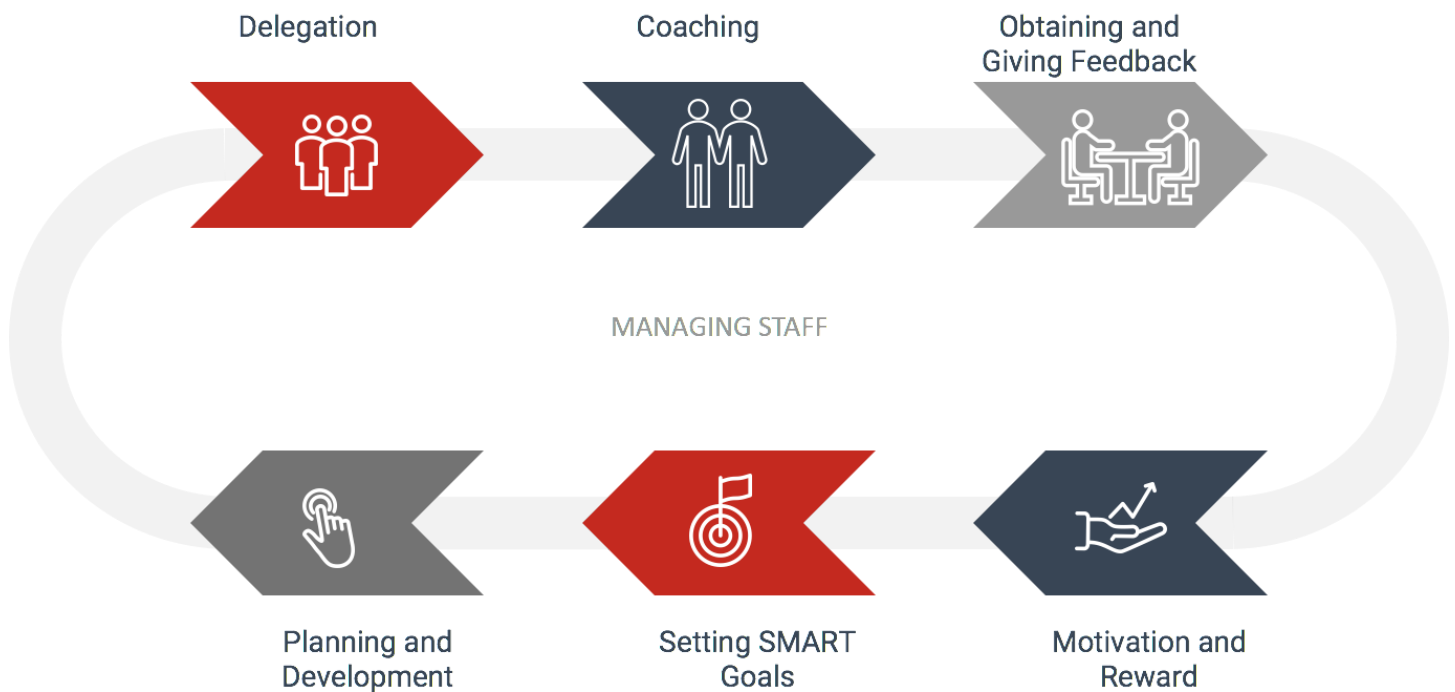 Delegation
Coaching
Obtaining and
Giving Feedback
MANAGING STAFF
Planning and
Development
Setting SMART
Goals
Motivation and
Reward